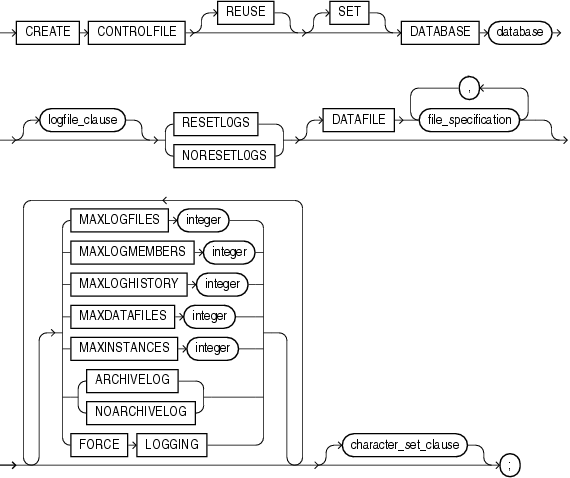 REUSE SET
CREATE CONTROLFILE DATABASE database
,
logfile_clause RESETLOGS DATAFILE file_specification
NORESETLOGS
MAXLOGFILES integer
MAXLOGMEMBERS integer
MAXLOGHISTORY integer
MAXDATAFILES integer
MAXINSTANCES integer
ARCHIVELOG
NOARCHIVELOG
FORCE LOGGING character_set_clause
;